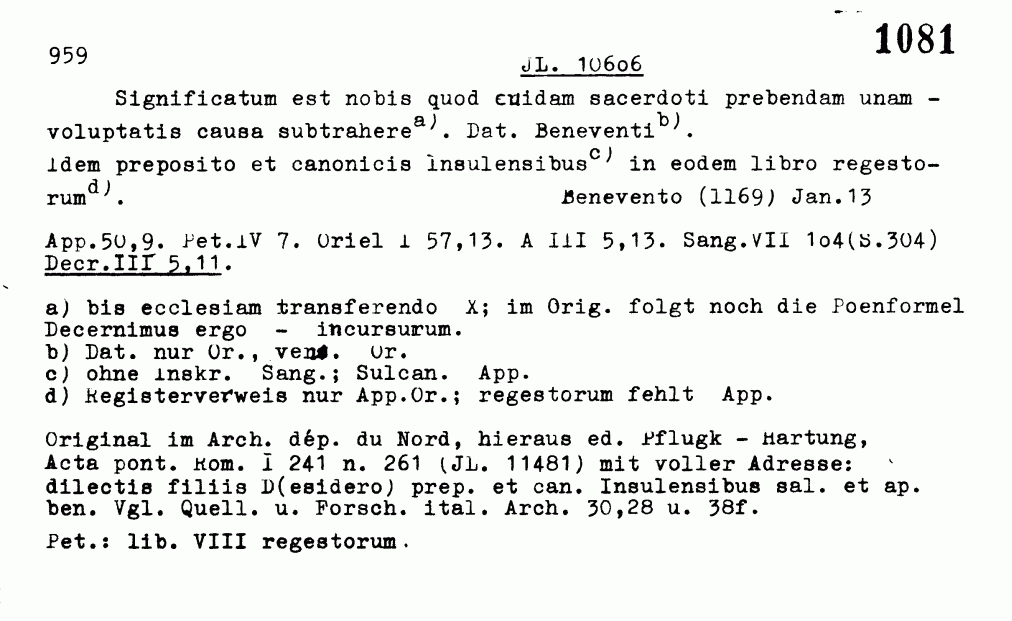 1081
959
JL. 10606
Significatum est nobis quod cuidam sacerdoti prebendam unam -
voluptatis causa subtrahere a). Dat. Beneventi b).
Idem preposito et canonicis insulensibus c) in eodem libro regesto-
rum d). Benevento (1169) Jan.13
App.50,9. Pet.IV 7. Oriel I 57,13. A III 5,13. Sang.VII 1o4(S.304)
Decr.III 5,11.
a) bis ecclesiam transferendo X; im Orig. folgt noch die Poenformel
Decernimus ergo - incursurum.
b) Dat. nur Or., Or.
c) ohne Inskr. Sang.; Sulcan. App.
d) Registerverweis nur App.Or.; regestorum fehlt App.
Original im Arch. dép. du Nord, hieraus ed. Pflugk - Hartung,
Acta pont. Rom. I 241 n. 261 (JL. 11481) mit voller Adresse:
dilectis filiis D(esidero) prep. et can. Insulensibus sal. et ap.
ben. Vgl. Quell. u. Forsch. ital. Arch. 30,28 u. 38f.
Pet.: lib. VIII regestorum.